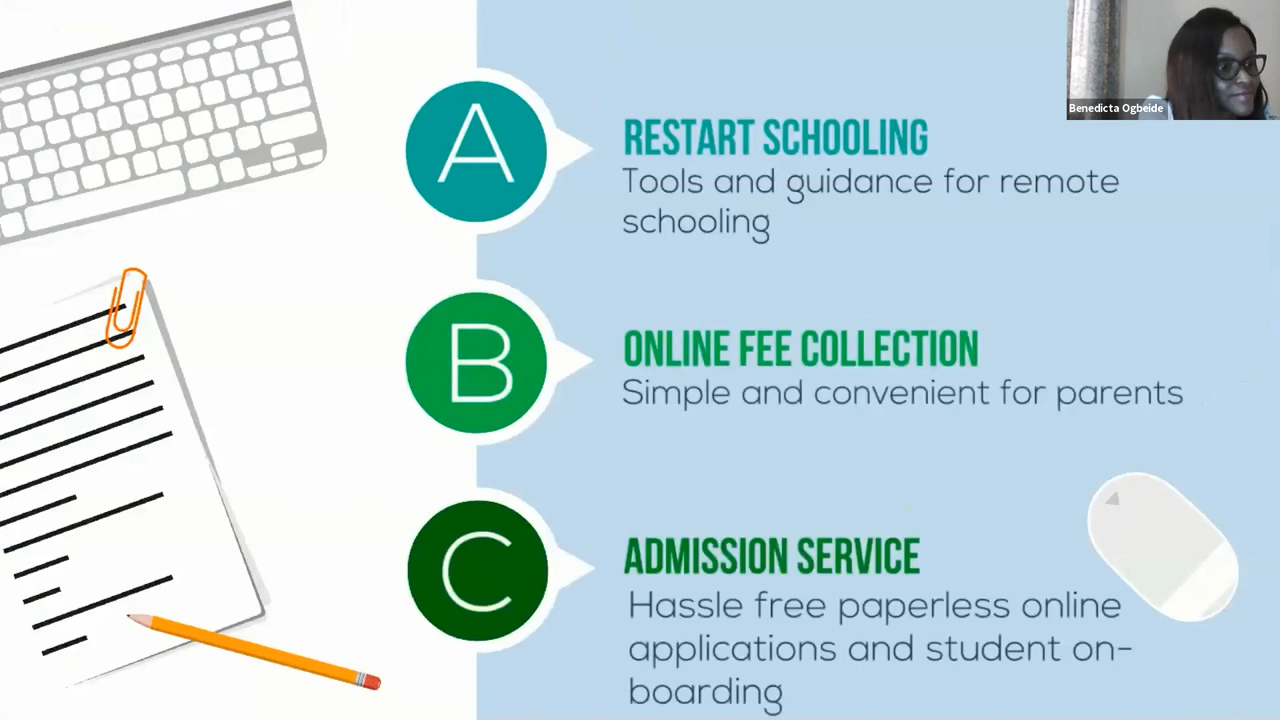 Benedicta Ogbeide
A
RESTART SCHOOLING
Tools and guidance for remote
schooling
B
ONLINE FEE COLLECTION
Simple and convenient for parents
C
ADMISSION SERVICE
Hassle free paperless online
applications and student on-
boarding